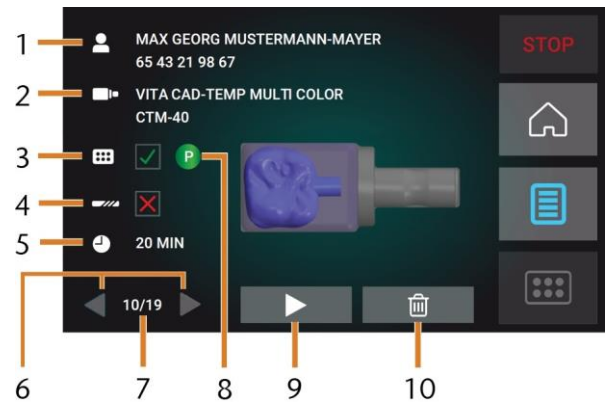 1
MAX GEORG MUSTERMANN-MAYER
65 43 21 98 67
STOP
2
VITA CAD-TEMP MULTI COLOR
CTM-40
3
P
4
5
20 MIN
10/19
6
7
8
9
10